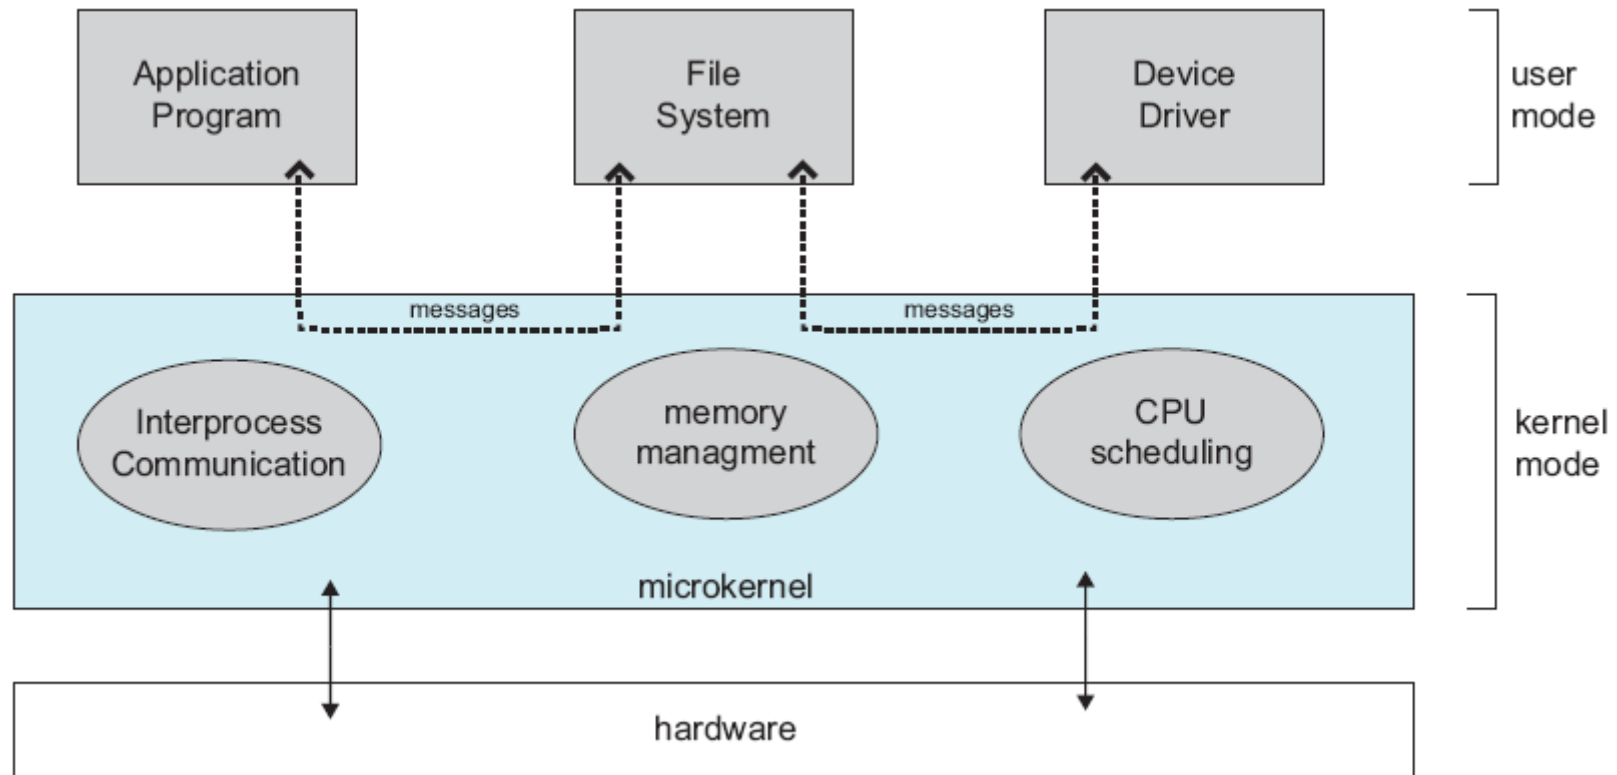 Application
Program
File
System
Device
Driver
user
mode
messages
messages
Interprocess
Communication
memory
managment
CPU
scheduling
kernel
mode
microkernel
hardware